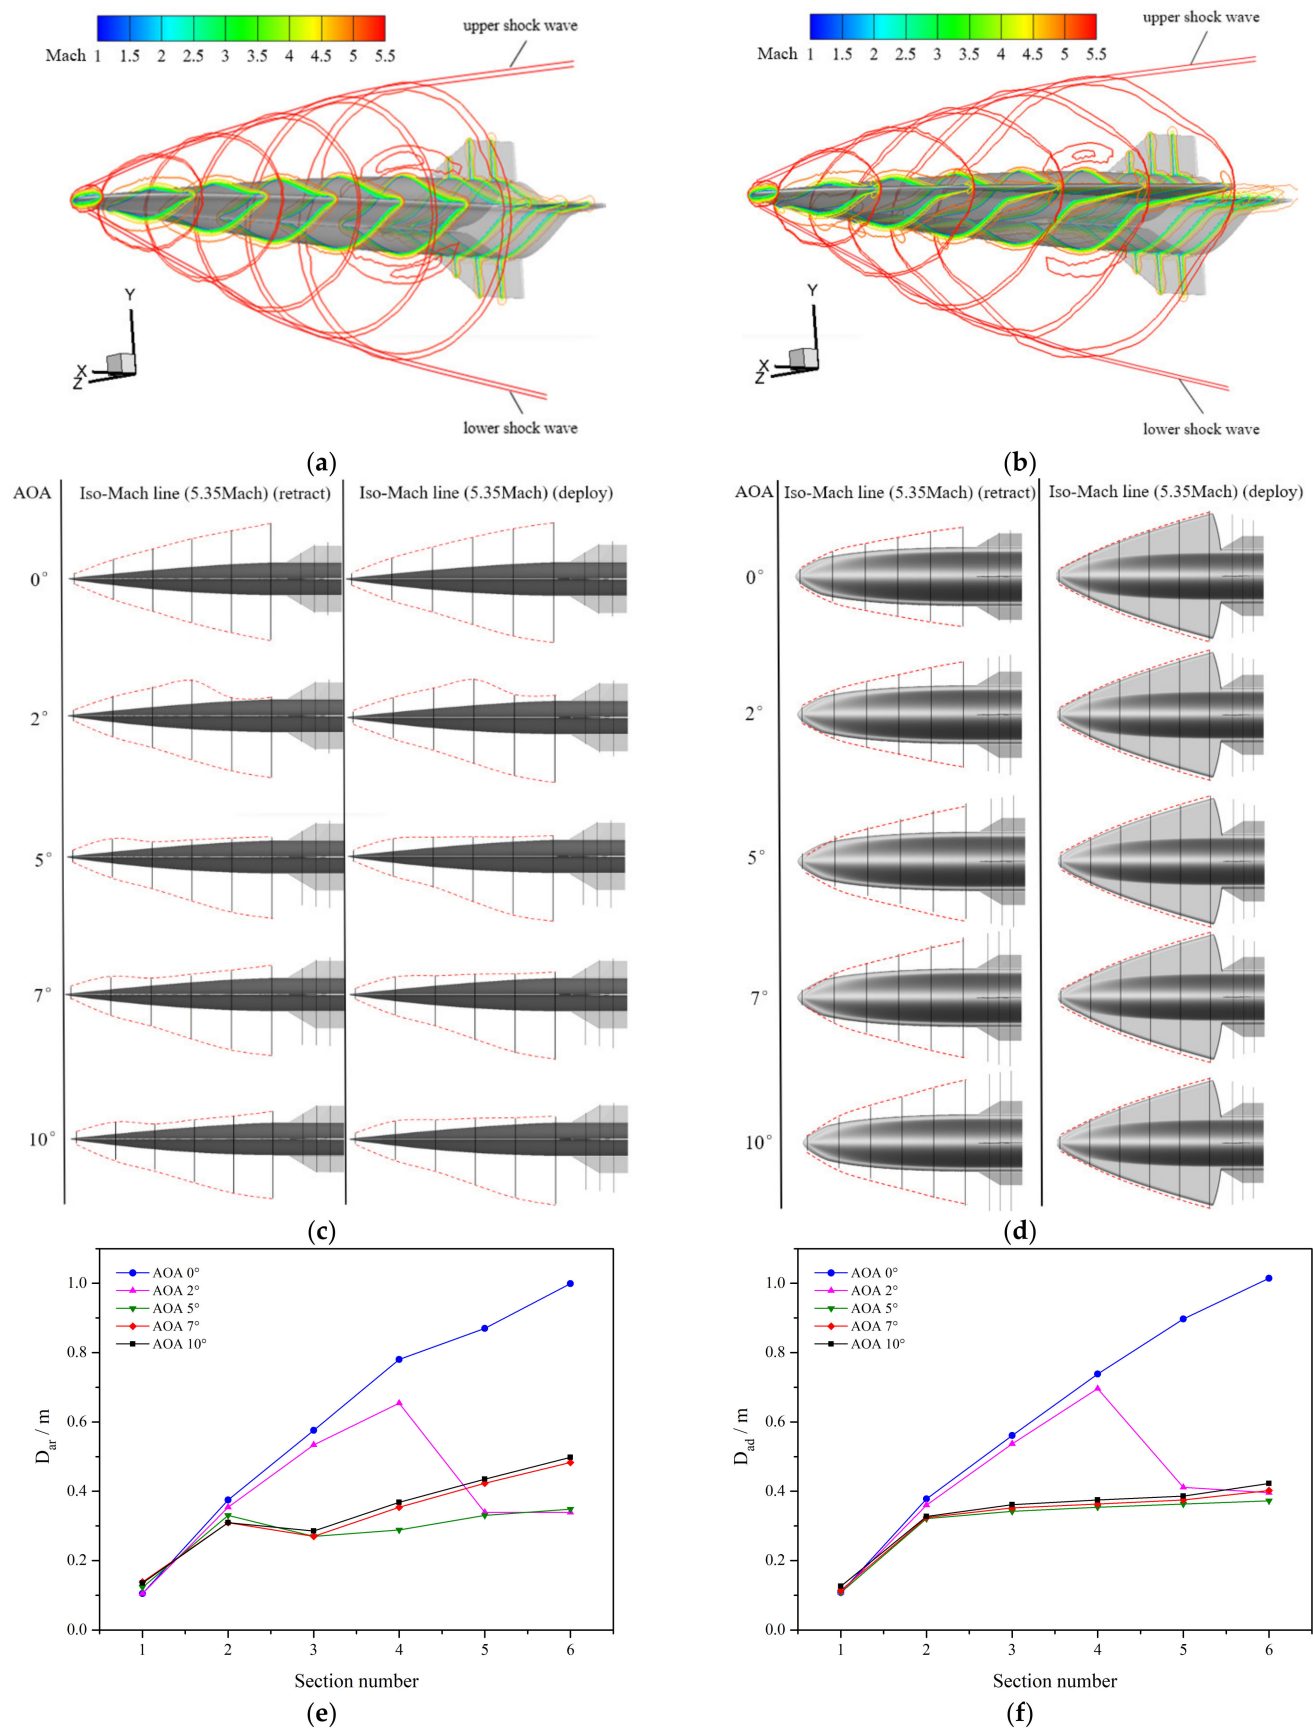 upper shock wave
Mach 1 1.5 2 2.5 3 3.5 4 4.5 5 5.5
Y
X
Z
lower shock wave
(a)
upper shock wave
Mach 1 1.5 2 2.5 3 3.5 4 4.5 5 5.5
Y
X
Z
lower shock wave
(b)
AOA Iso-Mach line (5.35Mach) (retract) Iso-Mach line (5.35Mach) (deploy)
0°
2°
5°
7°
10°
(c)
AOA Iso-Mach line (5.35Mach) (retract) Iso-Mach line (5.35Mach) (deploy)
0°
2°
5°
7°
10°
(d)
AOA 0°
AOA 2°
AOA 5°
AOA 7°
AOA 10°
1.0
0.8
0.6
0.4
0.2
0.0
D_ar / m
1 2 3 4 5 6
Section number
(e)
AOA 0°
AOA 2°
AOA 5°
AOA 7°
AOA 10°
1.0
0.8
0.6
0.4
0.2
0.0
D_ad / m
1 2 3 4 5 6
Section number
(f)